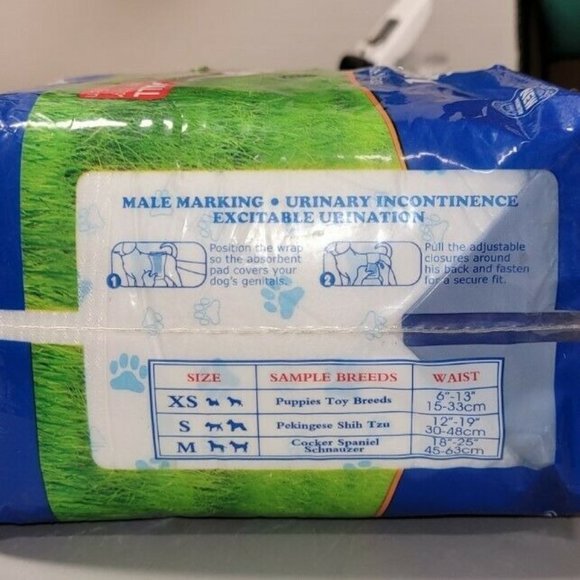 MALE MARKING • URINARY INCONTINENCE
EXCITABLE URINATION
1
Position the wrap
so the absorbent
pad covers your
dog's genitals.
2
Pull the adjustable
closures around
his back and fasten
for a secure fit.
SIZE SAMPLE BREEDS WAIST
XS Puppies Toy Breeds 6"-13"
15-33cm
S Pekingese Shih Tzu 12"-19"
30-48cm
M Cocker Spaniel
Schnauzer 18"-25"
45-63cm